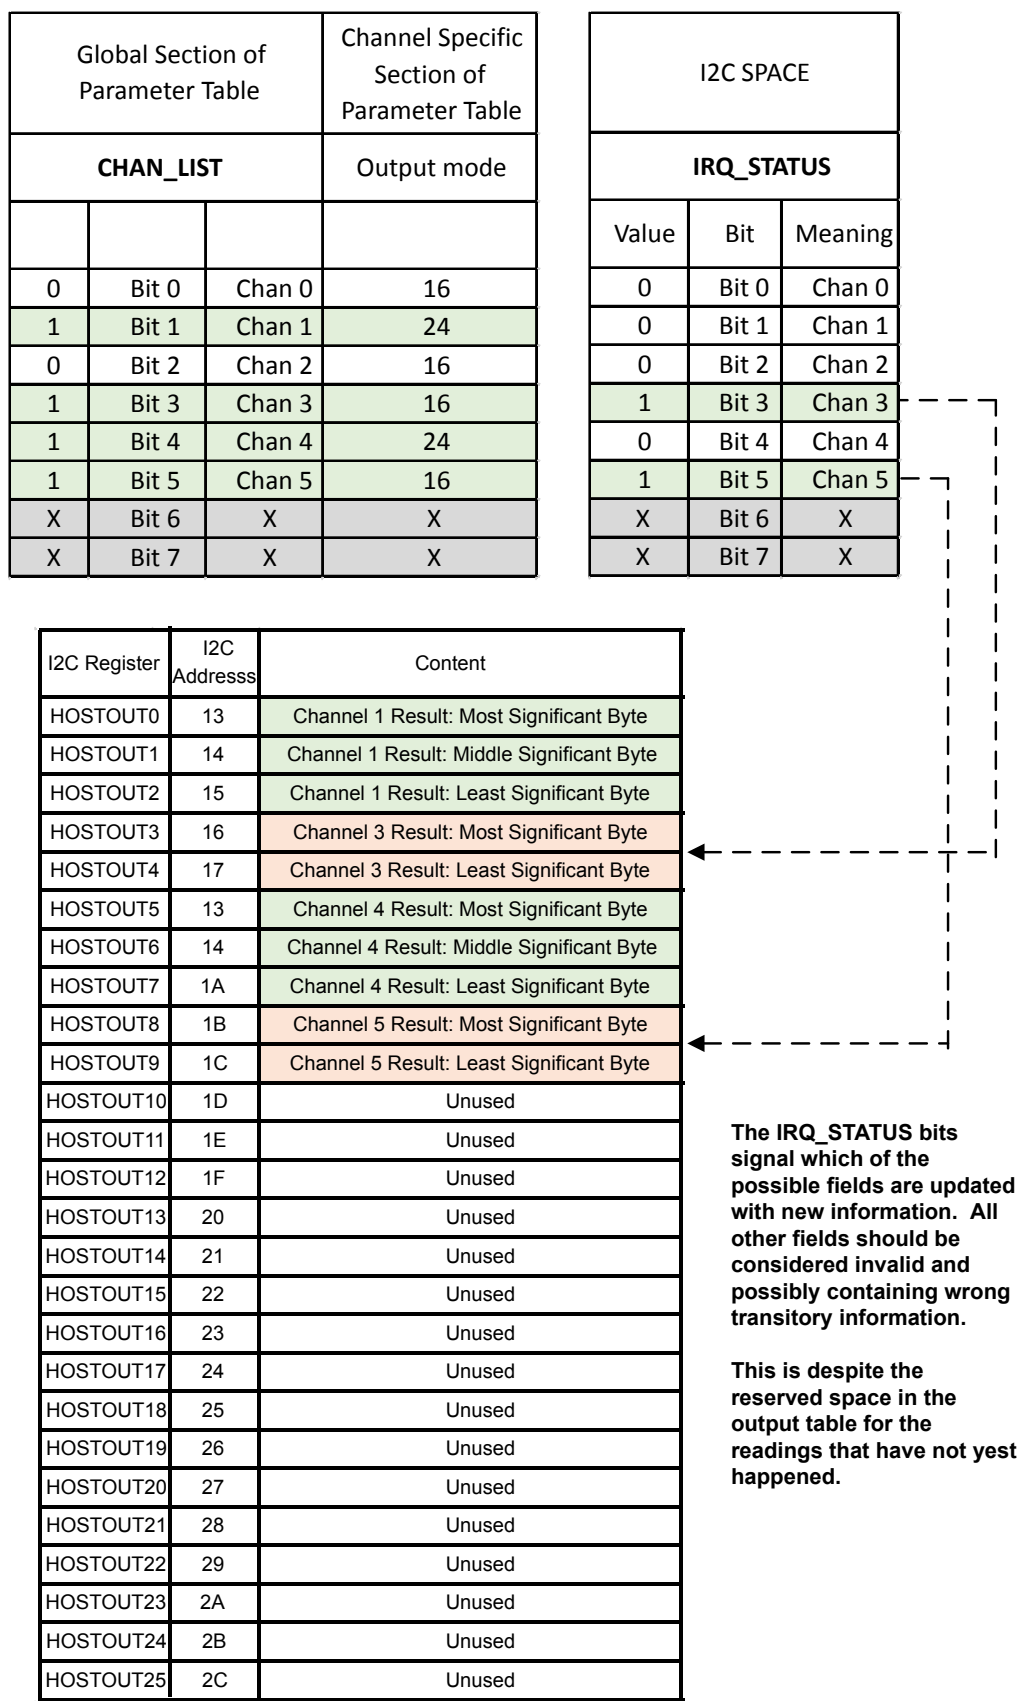 Global Section of
Parameter Table
Channel Specific
Section of
Parameter Table
I2C SPACE
CHAN_LIST
Output mode
IRQ_STATUS
Value Bit Meaning
0 Bit 0 Chan 0 16
0 Bit 0 Chan 0
1 Bit 1 Chan 1 24
0 Bit 1 Chan 1
0 Bit 2 Chan 2 16
0 Bit 2 Chan 2
1 Bit 3 Chan 3 16
1 Bit 3 Chan 3
1 Bit 4 Chan 4 24
0 Bit 4 Chan 4
1 Bit 5 Chan 5 16
1 Bit 5 Chan 5
X Bit 6 X X
X Bit 6 X
X Bit 7 X X
X Bit 7 X
I2C Register
I2C
Addresss
Content
HOSTOUT0 13 Channel 1 Result: Most Significant Byte
HOSTOUT1 14 Channel 1 Result: Middle Significant Byte
HOSTOUT2 15 Channel 1 Result: Least Significant Byte
HOSTOUT3 16 Channel 3 Result: Most Significant Byte
HOSTOUT4 17 Channel 3 Result: Least Significant Byte
HOSTOUT5 13 Channel 4 Result: Most Significant Byte
HOSTOUT6 14 Channel 4 Result: Middle Significant Byte
HOSTOUT7 1A Channel 4 Result: Least Significant Byte
HOSTOUT8 1B Channel 5 Result: Most Significant Byte
HOSTOUT9 1C Channel 5 Result: Least Significant Byte
HOSTOUT10 1D Unused
HOSTOUT11 1E Unused
HOSTOUT12 1F Unused
HOSTOUT13 20 Unused
HOSTOUT14 21 Unused
HOSTOUT15 22 Unused
HOSTOUT16 23 Unused
HOSTOUT17 24 Unused
HOSTOUT18 25 Unused
HOSTOUT19 26 Unused
HOSTOUT20 27 Unused
HOSTOUT21 28 Unused
HOSTOUT22 29 Unused
HOSTOUT23 2A Unused
HOSTOUT24 2B Unused
HOSTOUT25 2C Unused
The IRQ_STATUS bits
signal which of the
possible fields are updated
with new information. All
other fields should be
considered invalid and
possibly containing wrong
transitory information.
This is despite the
reserved space in the
output table for the
readings that have not yest
happened.